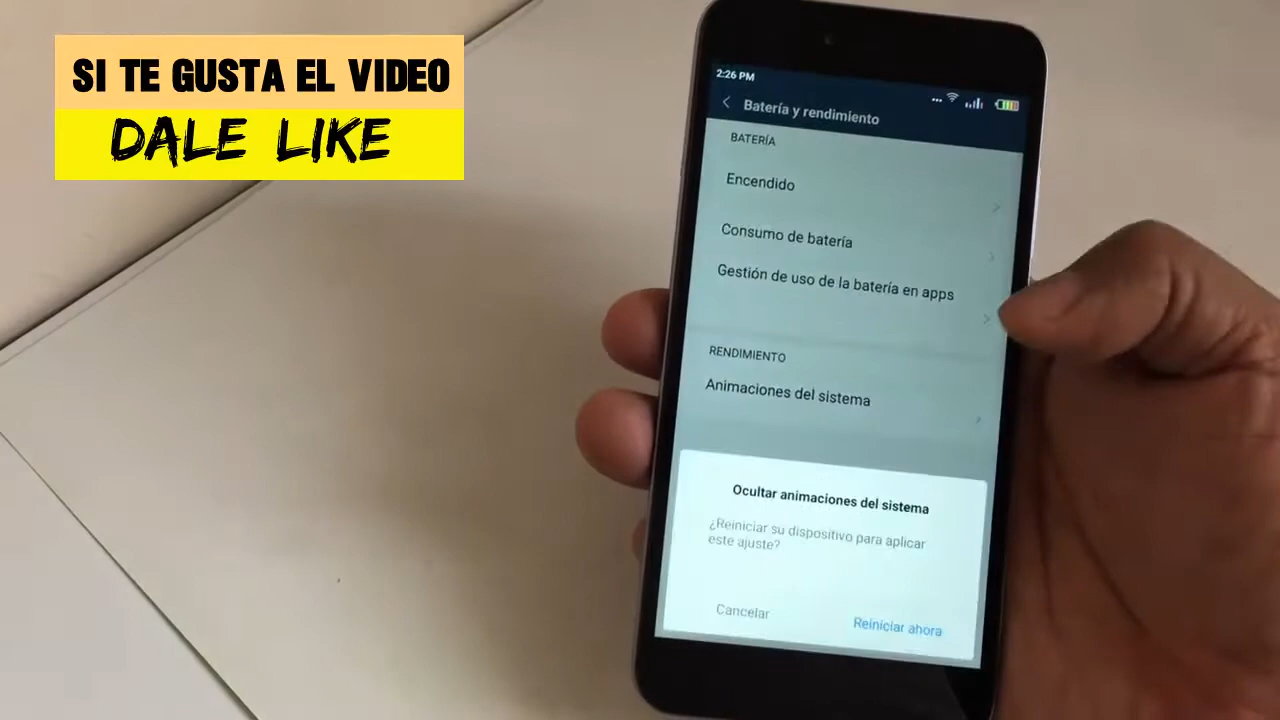 SI TE GUSTA EL VIDEO
DALE LIKE
2:26 PM
Batería y rendimiento
BATERÍA
Encendido
Consumo de batería
Gestión de uso de la batería en apps
RENDIMIENTO
Animaciones del sistema
Ocultar animaciones del sistema
¿Reiniciar su dispositivo para aplicar
este ajuste?
Cancelar
Reiniciar ahora